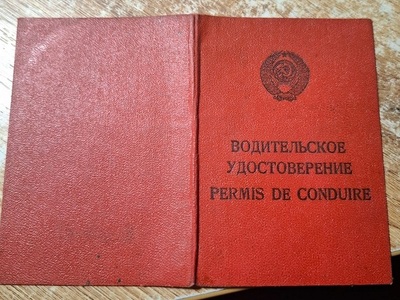 ВОДИТЕЛЬСКОЕ
УДОСТОВЕРЕНИЕ
PERMIS DE CONDUIRE